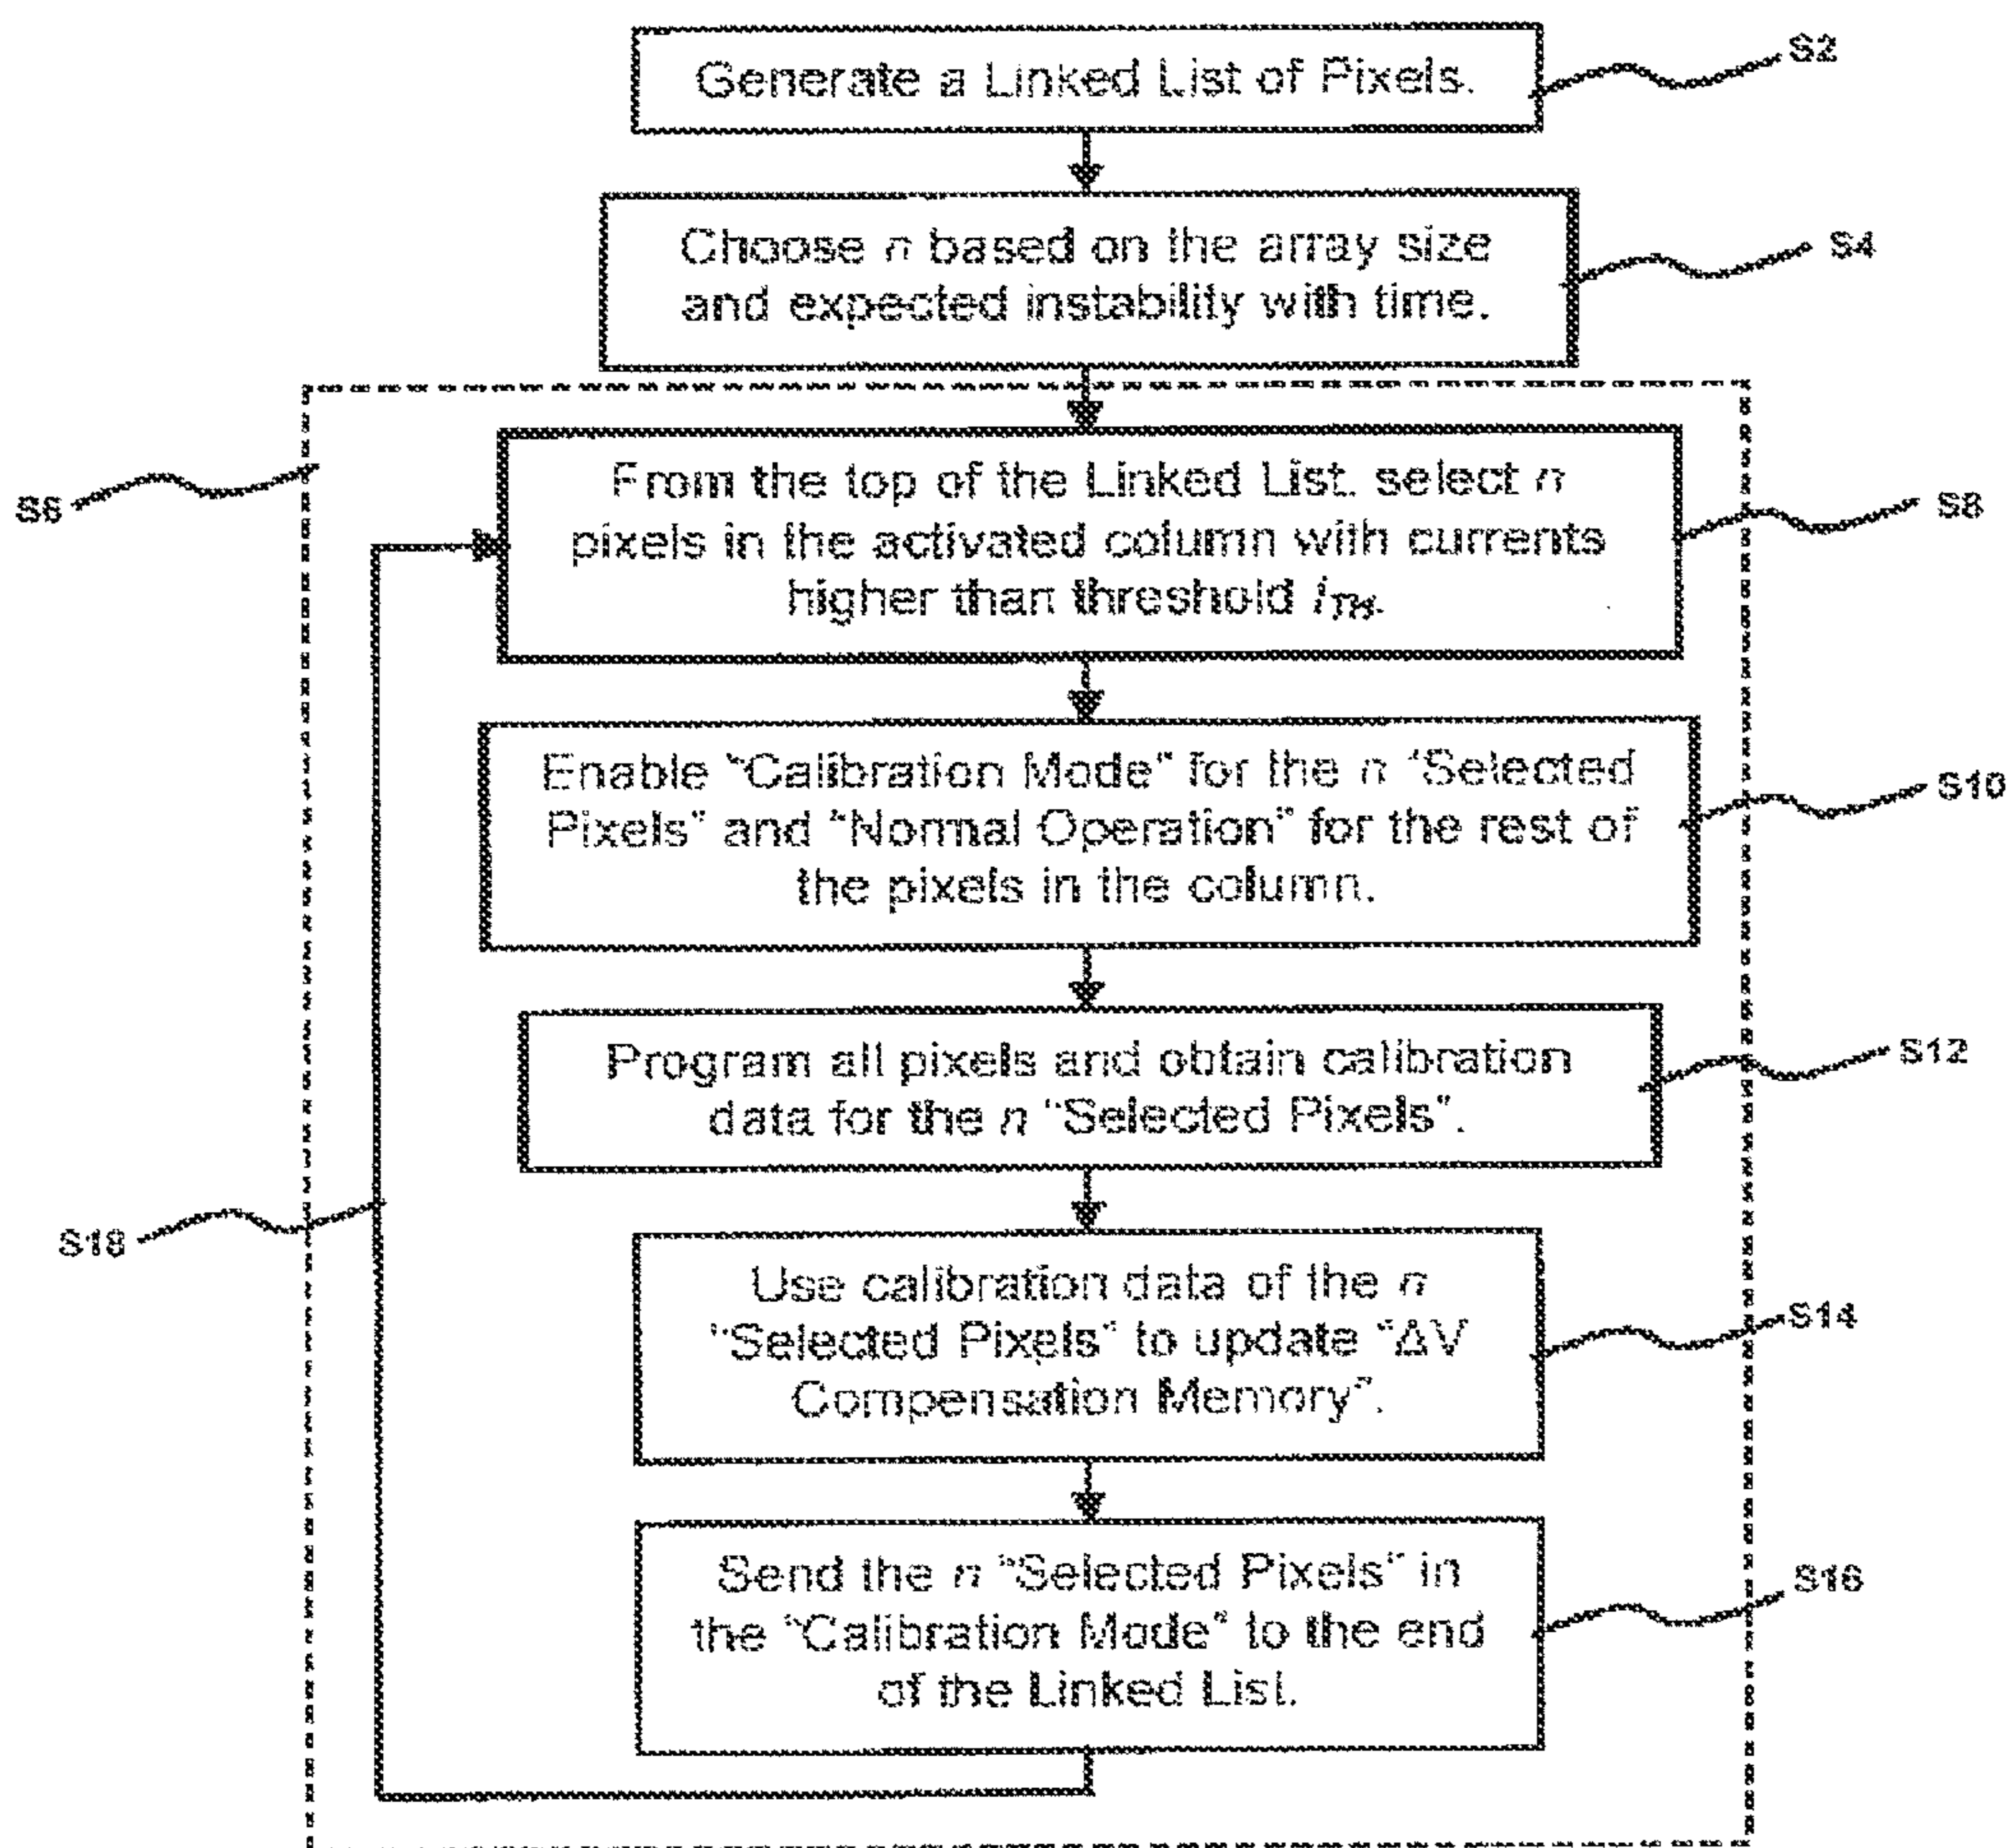 Generate a Linked List of Pixels.
S2
Choose n based on the array size
and expected instability with time.
S4
S6
From the top of the Linked List, select n
pixels in the activated column with currents
higher than threshold I_TH.
S8
Enable "Calibration Mode" for the n "Selected
Pixels" and "Normal Operation" for the rest of
the pixels in the column.
S10
Program all pixels and obtain calibration
data for the n "Selected Pixels".
S12
S18
Use calibration data of the n
"Selected Pixels" to update "ΔV
Compensation Memory".
S14
Send the n "Selected Pixels" in
the "Calibration Mode" to the end
of the Linked List.
S16